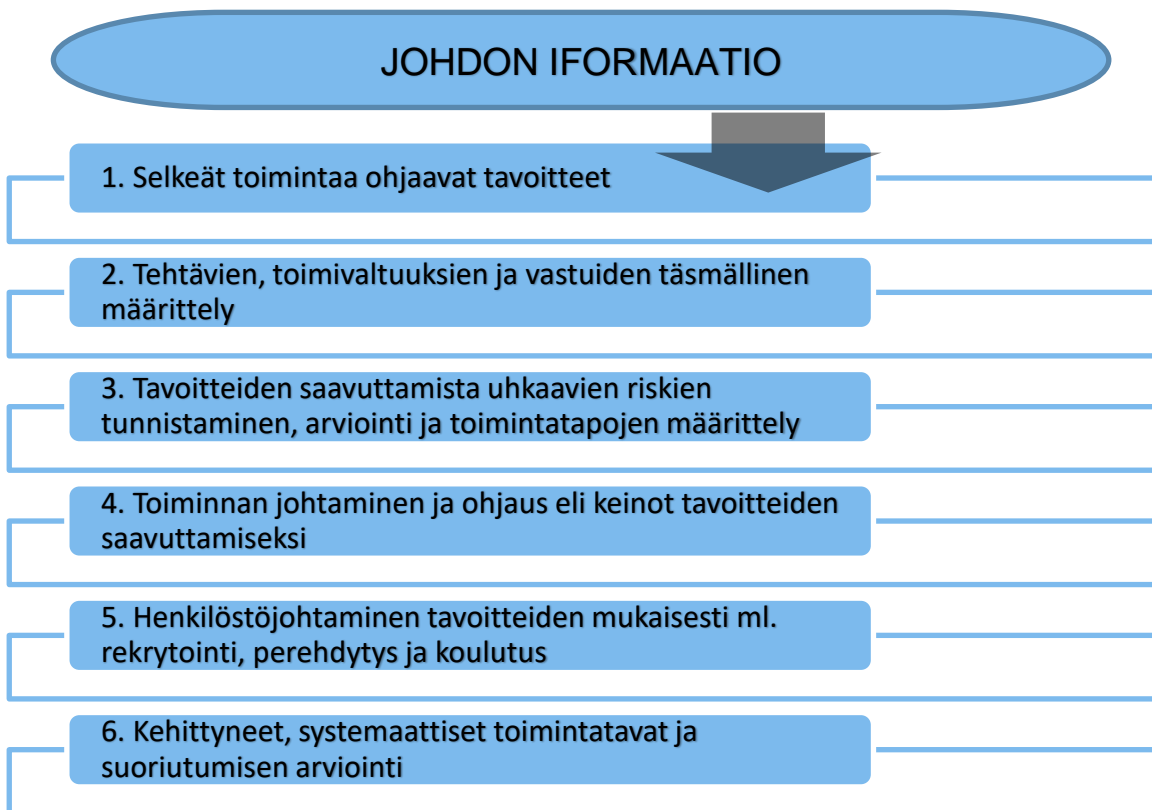 JOHDON IFORMAATIO
1. Selkeät toimintaa ohjaavat tavoitteet
2. Tehtävien, toimivaltuuksien ja vastuiden täsmällinen
määrittely
3. Tavoitteiden saavuttamista uhkaavien riskien
tunnistaminen, arviointi ja toimintatapojen määrittely
4. Toiminnan johtaminen ja ohjaus eli keinot tavoitteiden
saavuttamiseksi
5. Henkilöstöjohtaminen tavoitteiden mukaisesti ml.
rekrytointi, perehdytys ja koulutus
6. Kehittyneet, systemaattiset toimintatavat ja
suoriutumisen arviointi